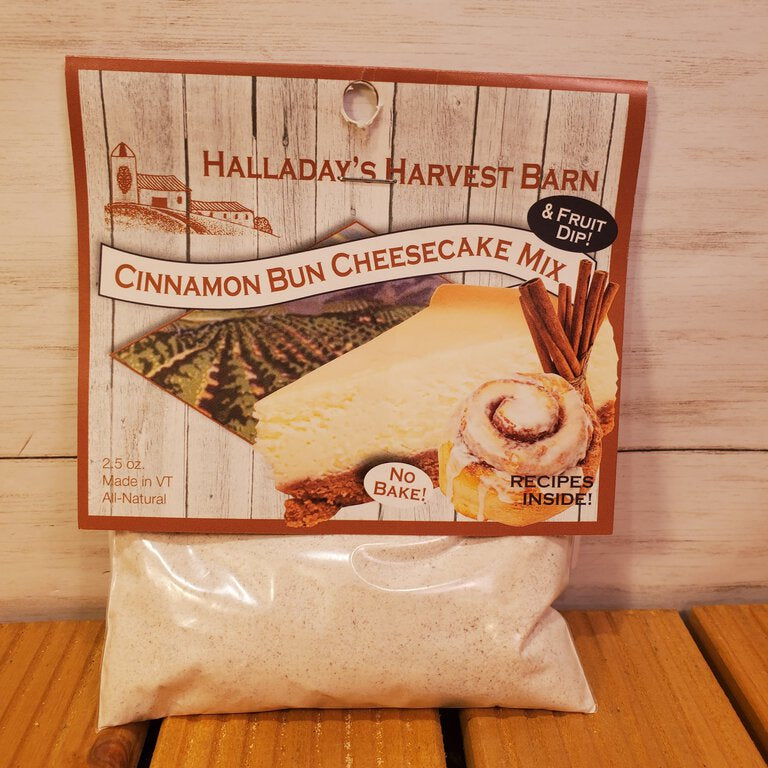 HALLADAY'S HARVEST BARN
& FRUIT
DIP!
CINNAMON BUN CHEESECAKE MIX
2.5 oz.
Made in VT
All-Natural
NO
BAKE!
RECIPES
INSIDE!